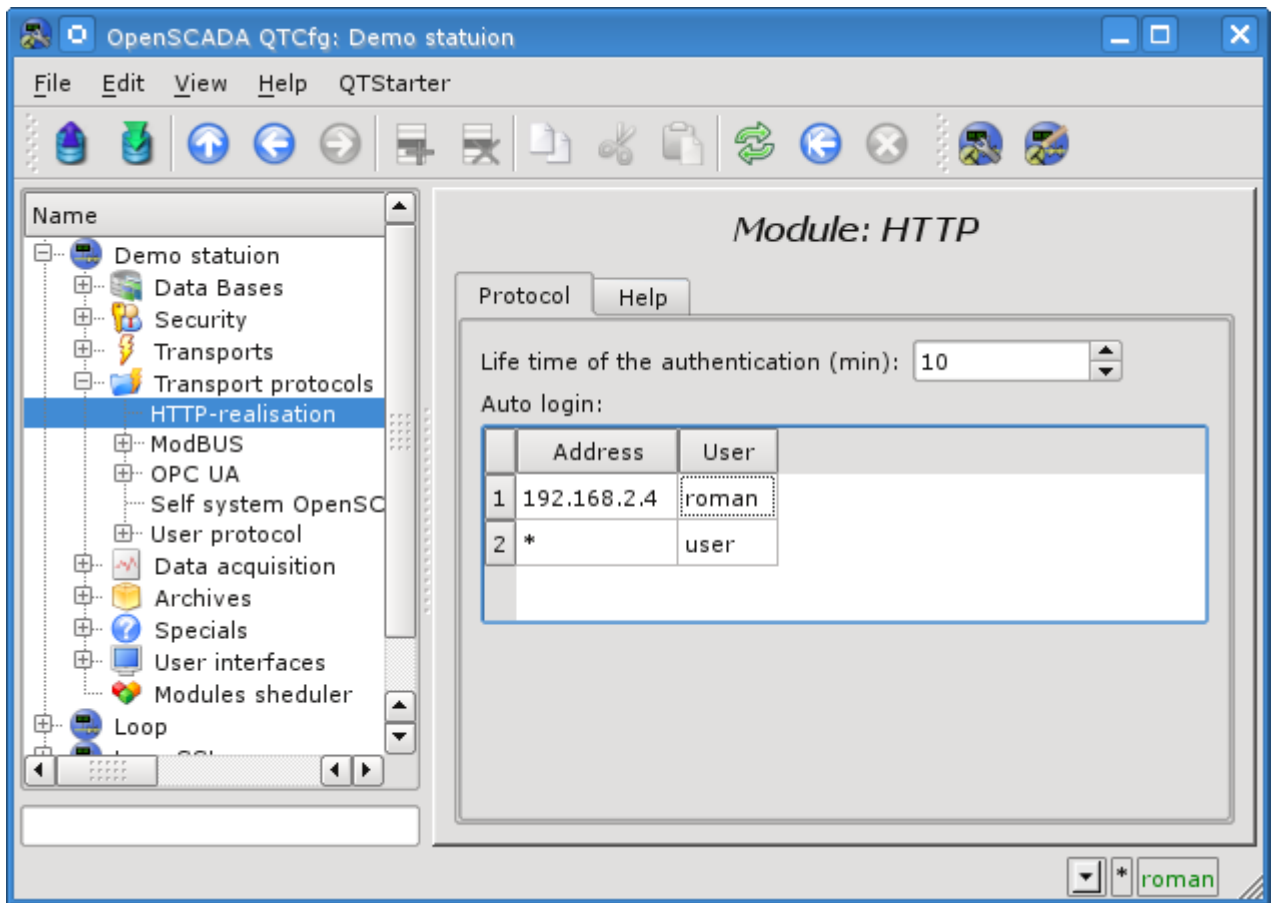 OpenSCADA QTCfg: Demo statuion
File Edit View Help QTStarter
Name
Demo statuion
Data Bases
Security
Transports
Transport protocols
HTTP-realisation
ModBUS
OPC UA
Self system OpenSC
User protocol
Data acquisition
Archives
Specials
User interfaces
Modules sheduler
Loop
Module: HTTP
Protocol Help
Life time of the authentication (min): 10
Auto login:
Address User
1 192.168.2.4 roman
2 * user
* roman